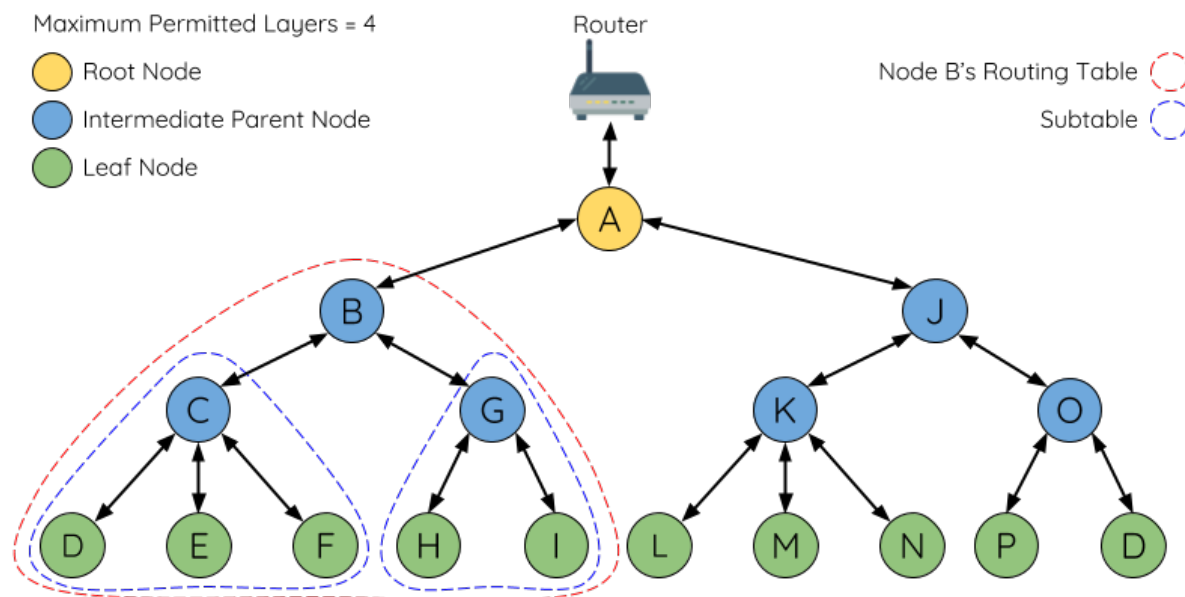 Maximum Permitted Layers = 4
Router
Root Node
Node B's Routing Table
Intermediate Parent Node
Subtable
Leaf Node
A
B
J
C
G
K
O
D
E
F
H
I
L
M
N
P
D